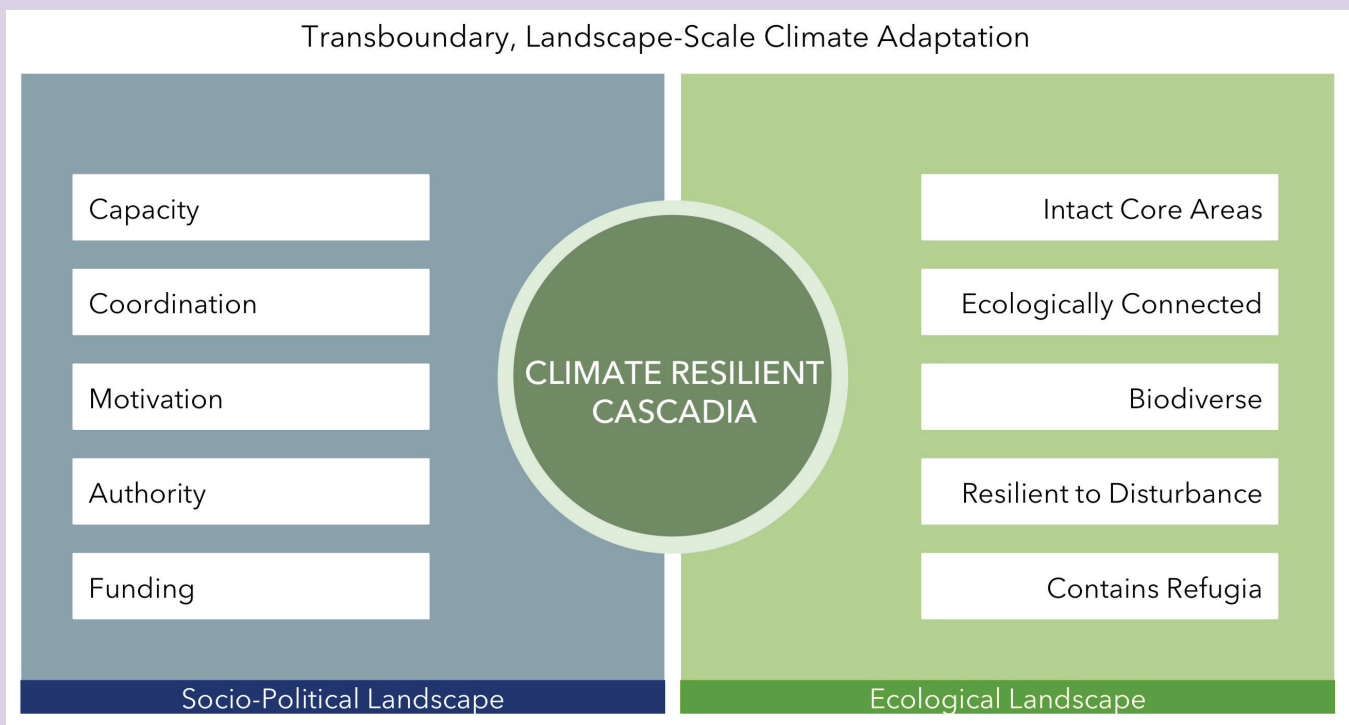 Transboundary, Landscape-Scale Climate Adaptation
Capacity
Coordination
Motivation
Authority
Funding
CLIMATE RESILIENT
CASCADIA
Intact Core Areas
Ecologically Connected
Biodiverse
Resilient to Disturbance
Contains Refugia
Socio-Political Landscape
Ecological Landscape